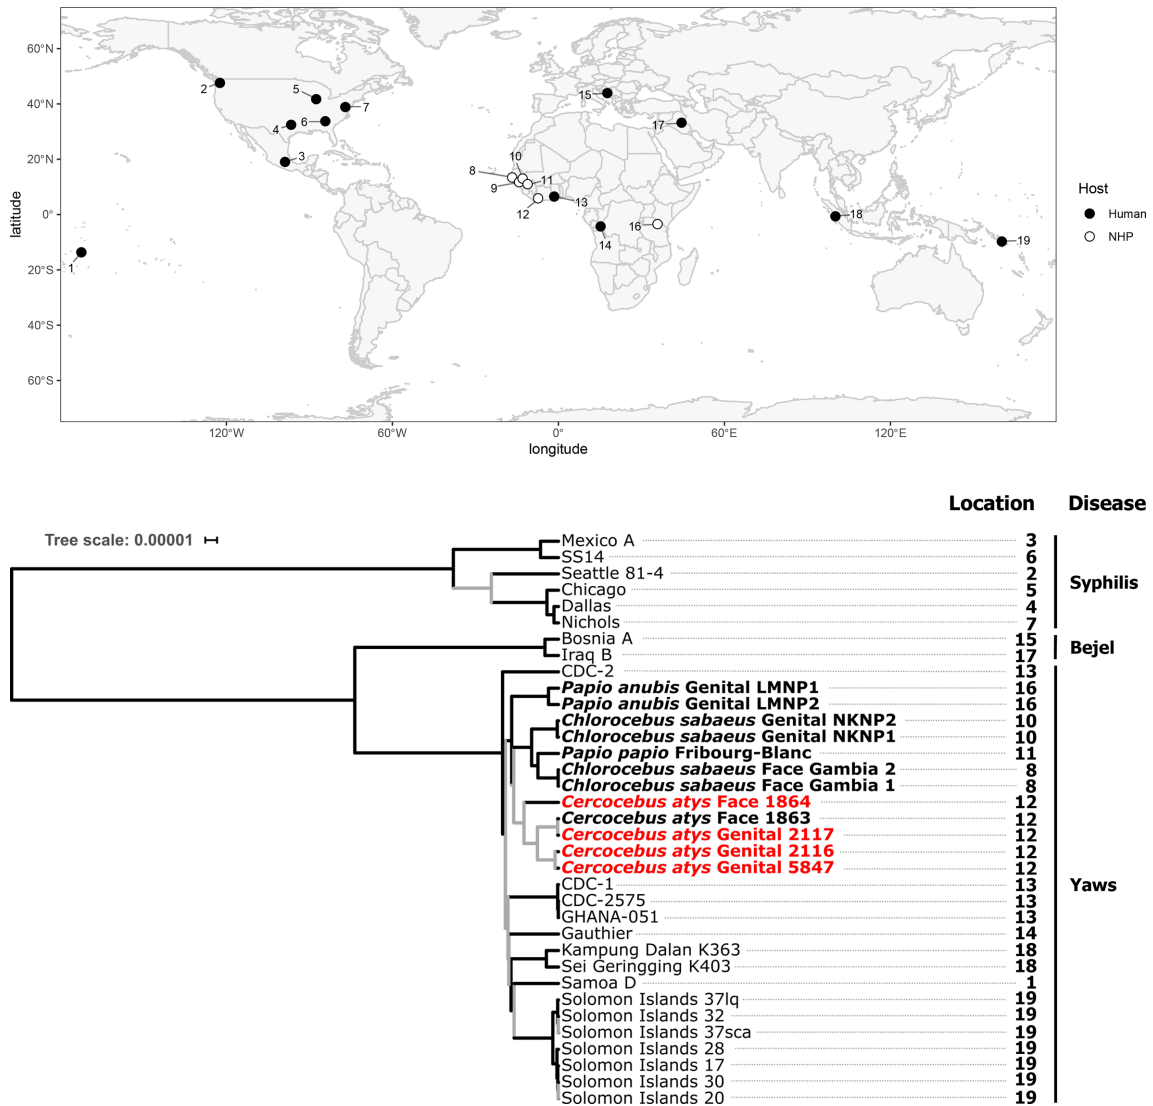 60°N
40°N
20°N
0°
20°S
40°S
60°S
latitude
120°W
60°W
0°
60°E
120°E
longitude
1
2
3
4
5
6
7
8
9
10
11
12
13
14
15
16
17
18
19
Host
Human
NHP
Location Disease
Tree scale: 0.00001
Mexico A 3
SS14 6
Seattle 81-4 2
Chicago 5
Dallas 4
Nichols 7
Syphilis
Bosnia A 15
Iraq B 17
Bejel
CDC-2 13
Papio anubis Genital LMNP1 16
Papio anubis Genital LMNP2 16
Chlorocebus sabaeus Genital NKNP2 10
Chlorocebus sabaeus Genital NKNP1 10
Papio papio Fribourg-Blanc 11
Chlorocebus sabaeus Face Gambia 2 8
Chlorocebus sabaeus Face Gambia 1 8
Cercocebus atys Face 1864 12
Cercocebus atys Face 1863 12
Cercocebus atys Genital 2117 12
Cercocebus atys Genital 2116 12
Cercocebus atys Genital 5847 12
CDC-1 13
CDC-2575 13
GHANA-051 13
Gauthier 14
Kampung Dalan K363 18
Sei Geringging K403 18
Samoa D 1
Solomon Islands 37lq 19
Solomon Islands 32 19
Solomon Islands 37sca 19
Solomon Islands 28 19
Solomon Islands 17 19
Solomon Islands 30 19
Solomon Islands 20 19
Yaws